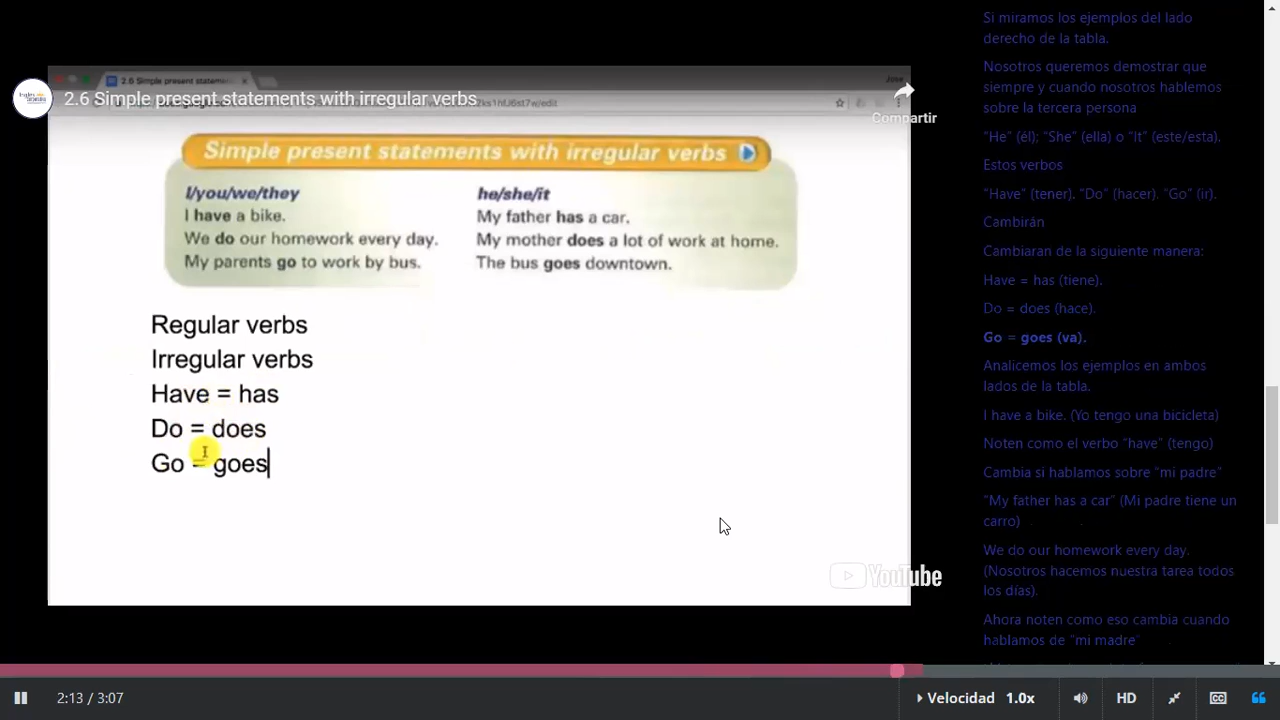 2.6 Simple present statem
Jose
2.6 Simple present statements with irregular verbs
Compartir
Simple present statements with irregular verbs
I/you/we/they
I have a bike.
We do our homework every day.
My parents go to work by bus.
he/she/it
My father has a car.
My mother does a lot of work at home.
The bus goes downtown.
Regular verbs
Irregular verbs
Have = has
Do = does
Go = goes
YouTube
Si miramos los ejemplos del lado
derecho de la tabla.
Nosotros queremos demostrar que
siempre y cuando nosotros hablemos
sobre la tercera persona
“He” (él); “She” (ella) o “It” (este/esta).
Estos verbos
“Have” (tener). “Do” (hacer). “Go” (ir).
Cambirán
Cambiaran de la siguiente manera:
Have = has (tiene).
Do = does (hace).
Go = goes (va).
Analicemos los ejemplos en ambos
lados de la tabla.
I have a bike. (Yo tengo una bicicleta)
Noten como el verbo “have” (tengo)
Cambia si hablamos sobre “mi padre”
“My father has a car” (Mi padre tiene un
carro)
We do our homework every day.
(Nosotros hacemos nuestra tarea todos
los días).
Ahora noten como eso cambia cuando
hablamos de “mi madre”
2:13 / 3:07
Velocidad 1.0x
HD
CC